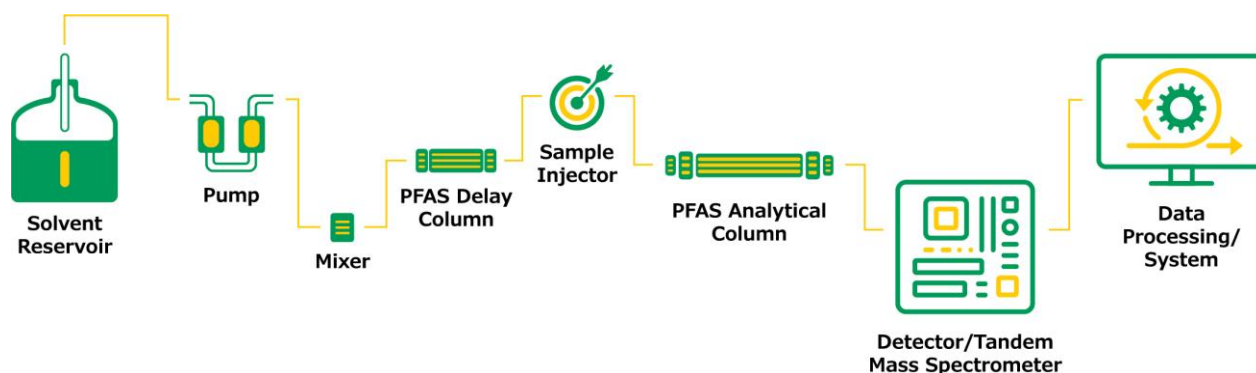 Solvent
Reservoir
Pump
Mixer
PFAS Delay
Column
Sample
Injector
PFAS Analytical
Column
Detector/Tandem
Mass Spectrometer
Data
Processing/
System